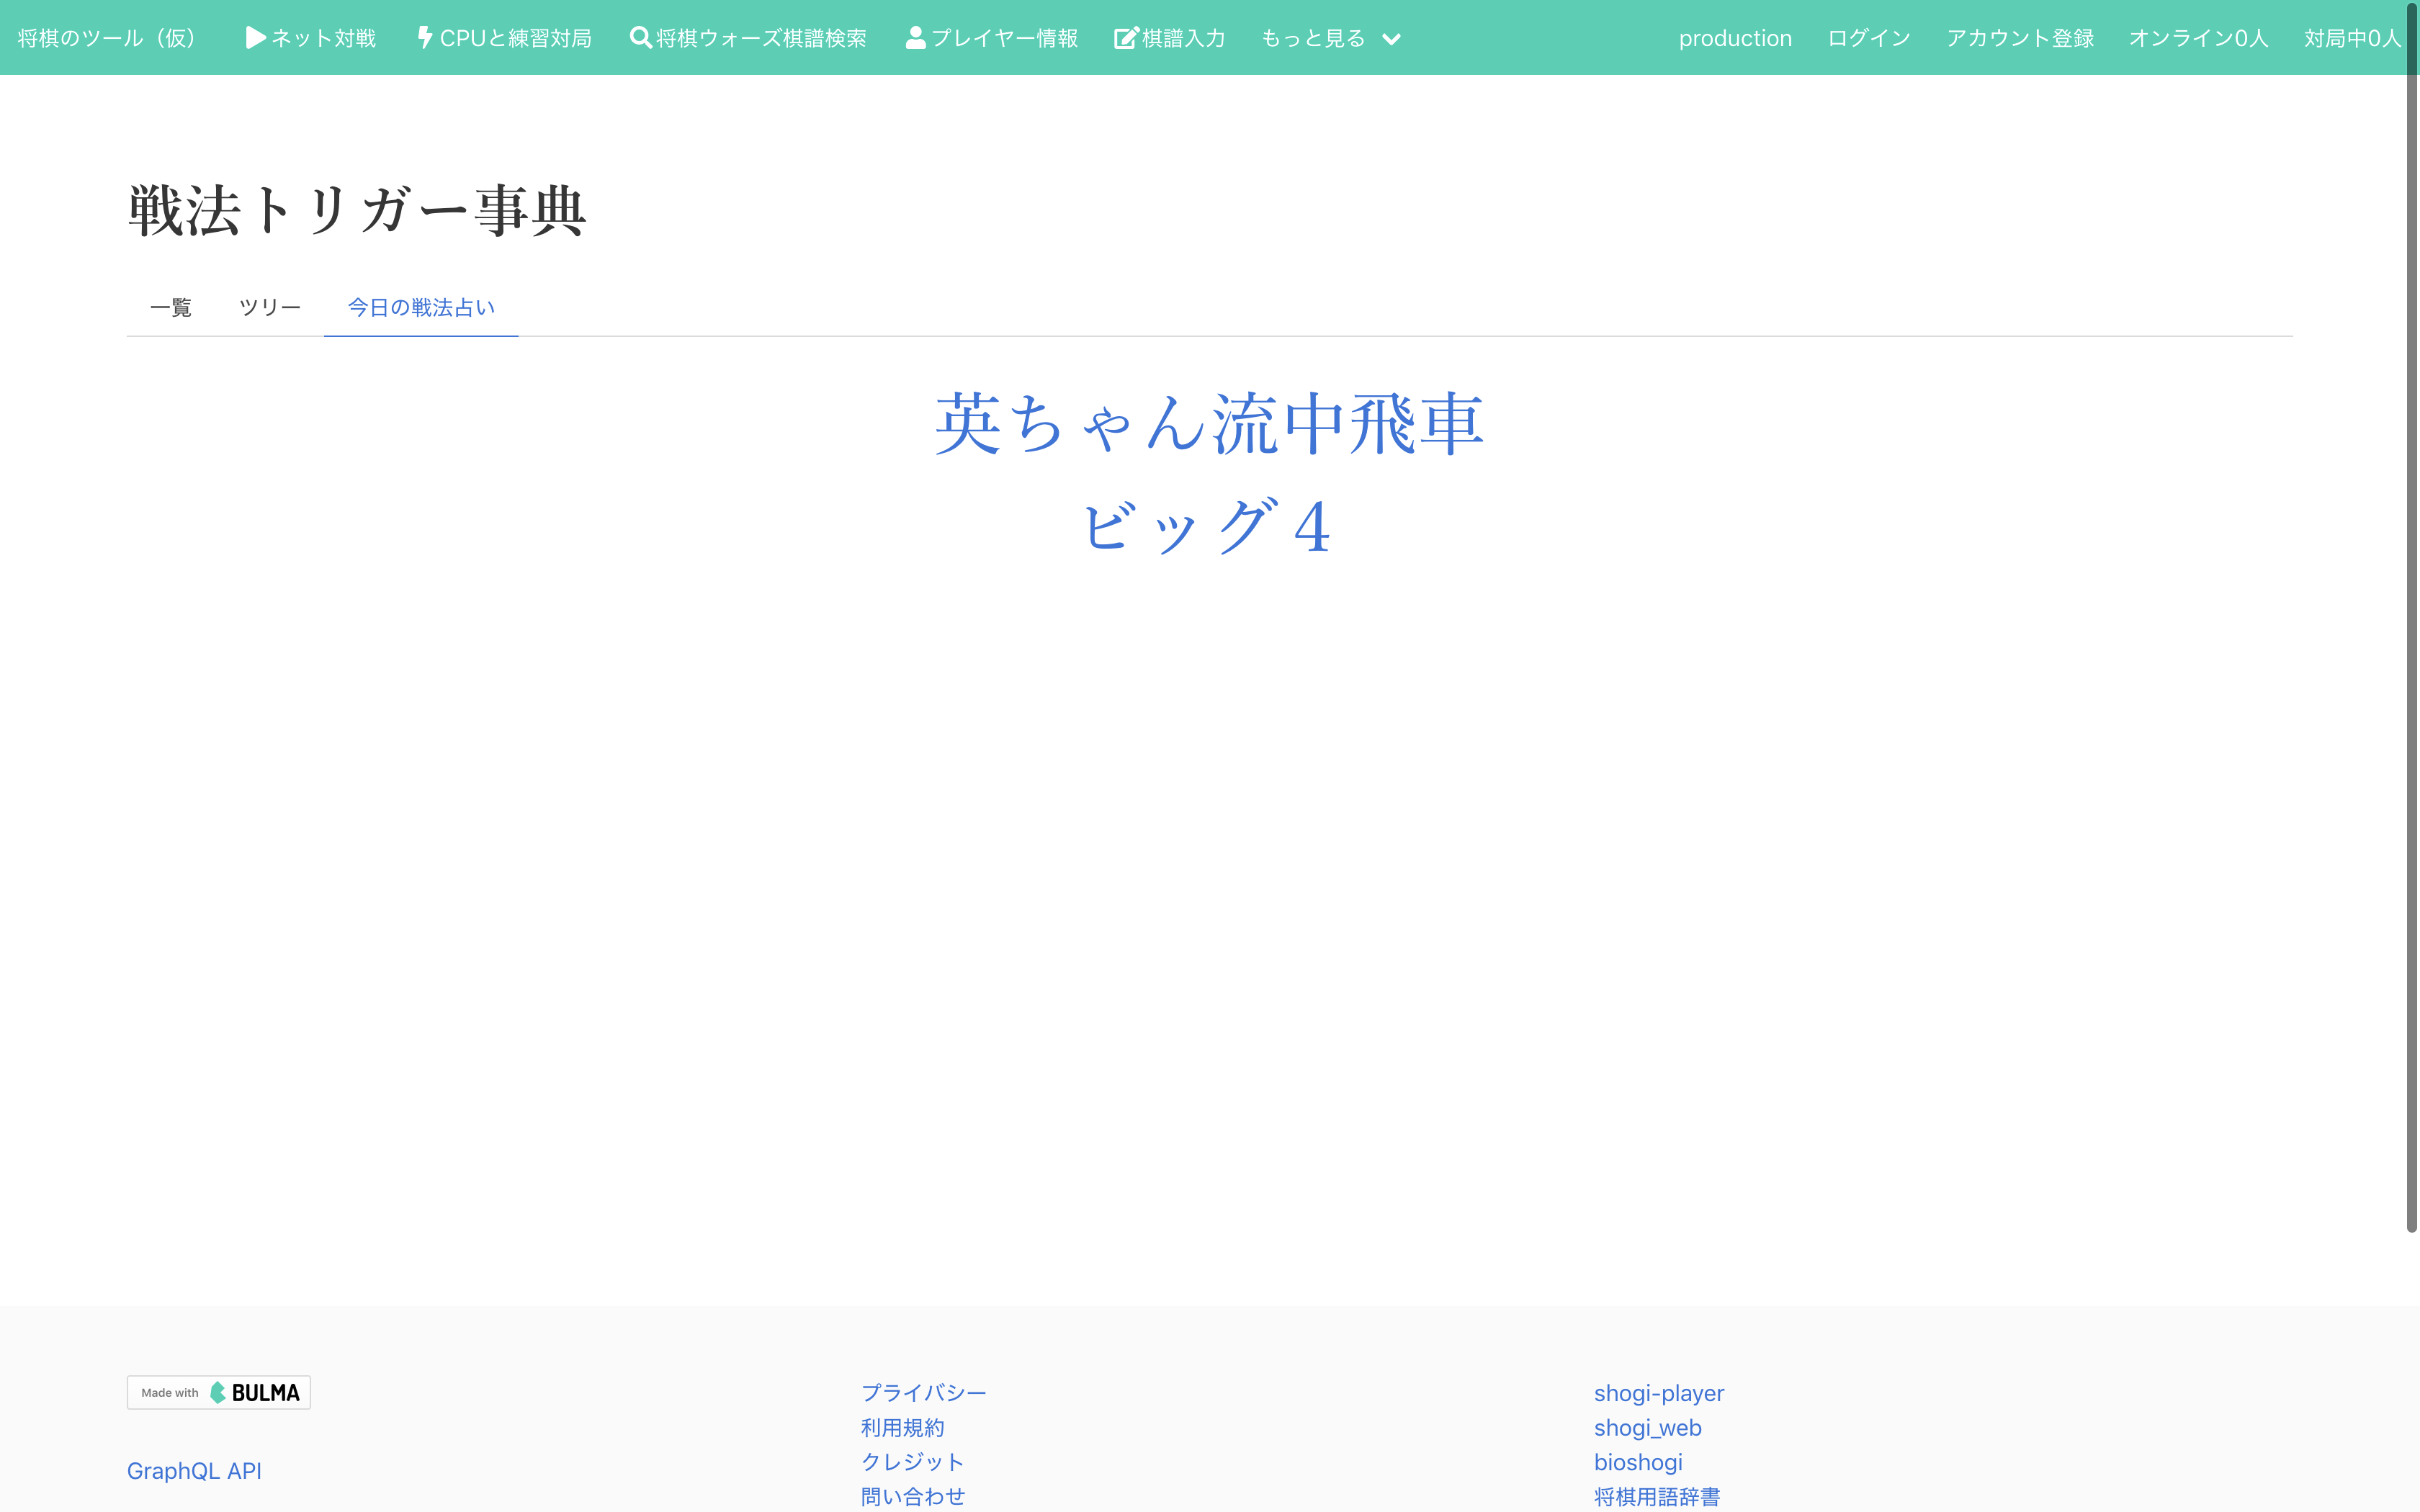 将棋のツール（仮） ネット対戦 CPUと練習対局 将棋ウォーズ棋譜検索 プレイヤー情報 棋譜入力 もっと見る production ログイン アカウント登録 オンライン0人 対局中0人
戦法トリガー事典
一覧 ツリー 今日の戦法占い
英ちゃん流中飛車
ビッグ4
Made with BULMA
GraphQL API
プライバシー
利用規約
クレジット
問い合わせ
shogi-player
shogi_web
bioshogi
将棋用語辞書